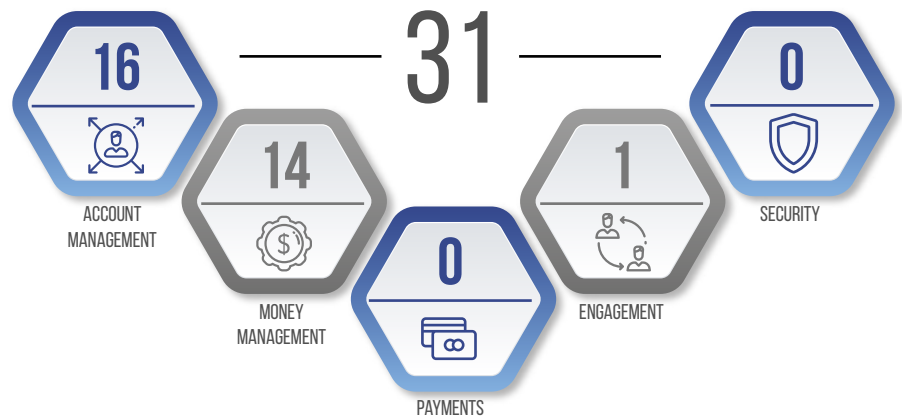 31
16
ACCOUNT
MANAGEMENT
14
$
MONEY
MANAGEMENT
0
PAYMENTS
1
ENGAGEMENT
0
SECURITY